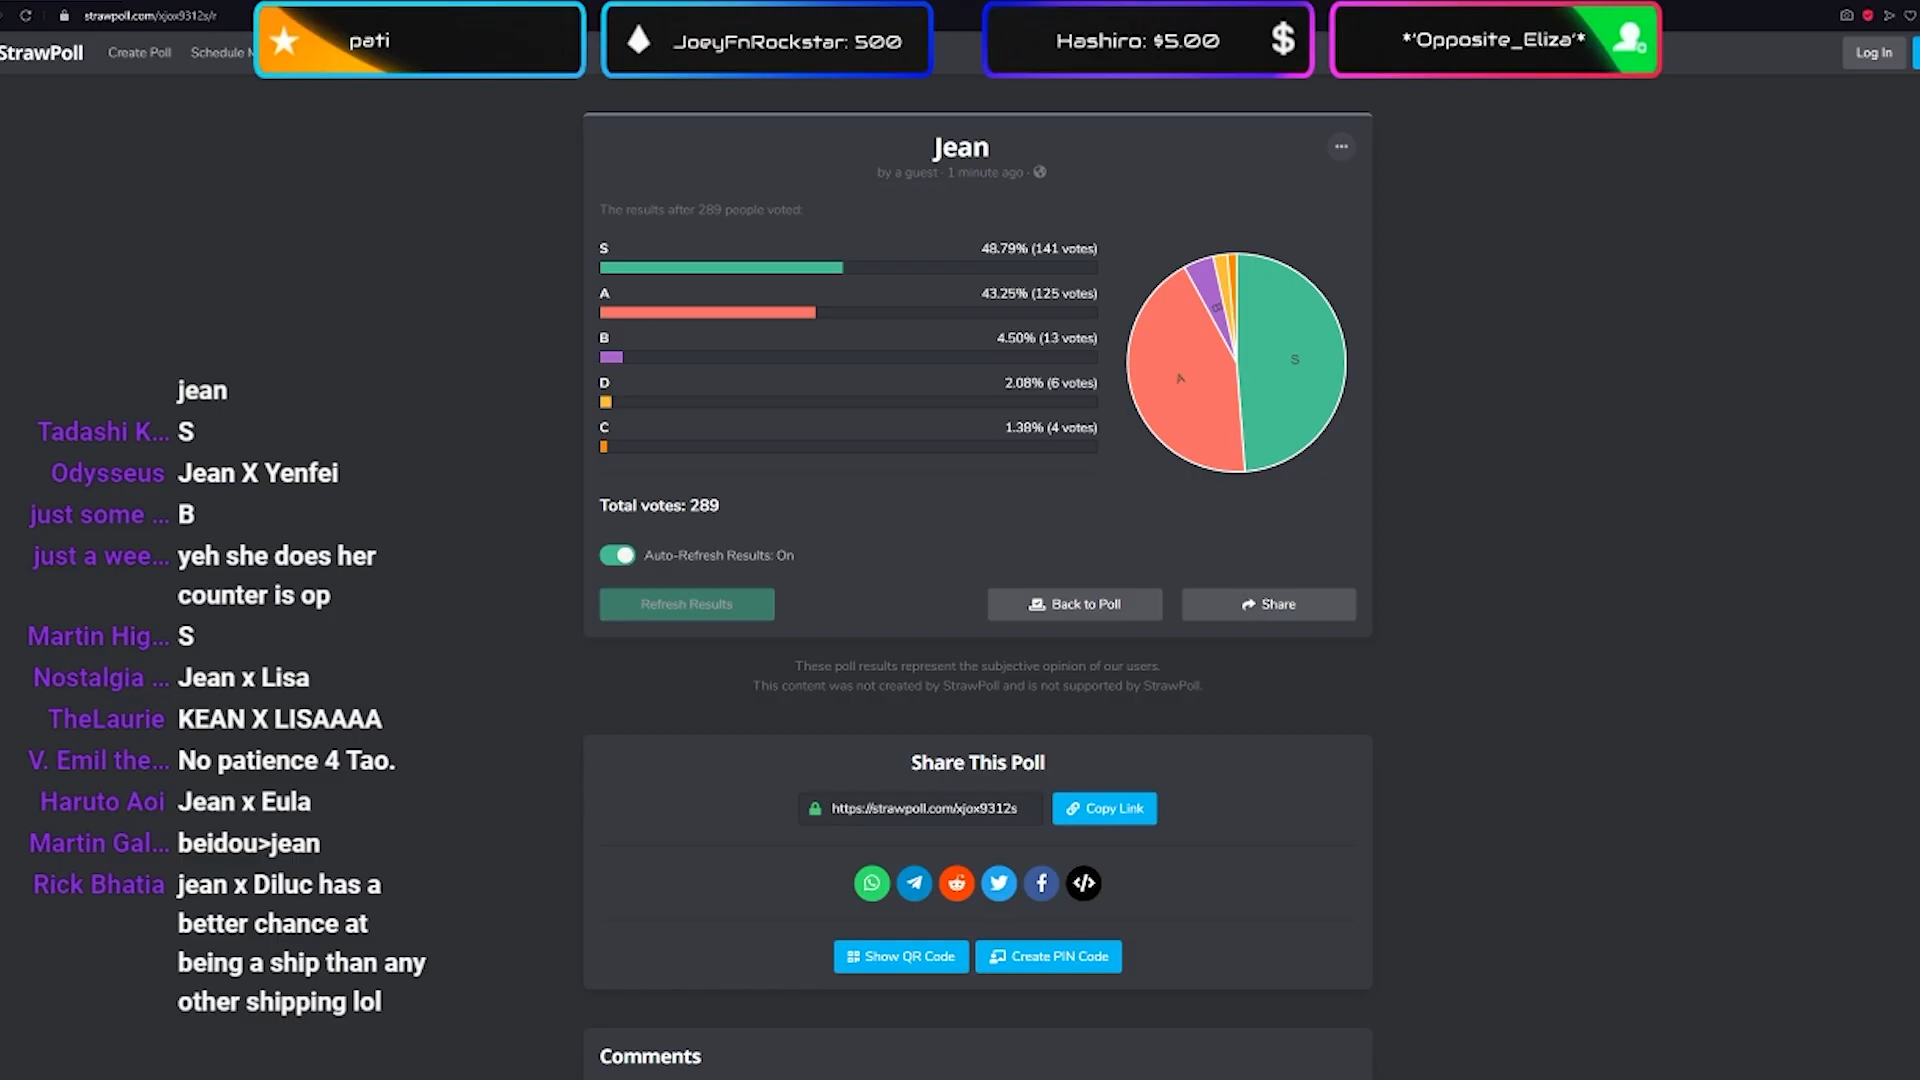 strawpoll.com/xjox9312s/r
pati
JoeyFnRockstar: 500
Hashiro: $5.00
$
*'Opposite_Eliza'*
StrawPoll
Create Poll
Schedule M
Log In
Jean
by a guest · 1 minute ago ·
The results after 289 people voted:
S
48.79% (141 votes)
A
43.25% (125 votes)
B
4.50% (13 votes)
D
2.08% (6 votes)
C
1.38% (4 votes)
S
A
B
Total votes: 289
Auto-Refresh Results: On
Refresh Results
Back to Poll
Share
These poll results represent the subjective opinion of our users.
This content was not created by StrawPoll and is not supported by StrawPoll.
Share This Poll
https://strawpoll.com/xjox9312s
Copy Link
Show QR Code
Create PIN Code
Comments
jean
Tadashi K... S
Odysseus Jean X Yenfei
just some ... B
just a wee... yeh she does her
counter is op
Martin Hig... S
Nostalgia ... Jean x Lisa
TheLaurie KEAN X LISAAAA
V. Emil the... No patience 4 Tao.
Haruto Aoi Jean x Eula
Martin Gal... beidou>jean
Rick Bhatia jean x Diluc has a
better chance at
being a ship than any
other shipping lol